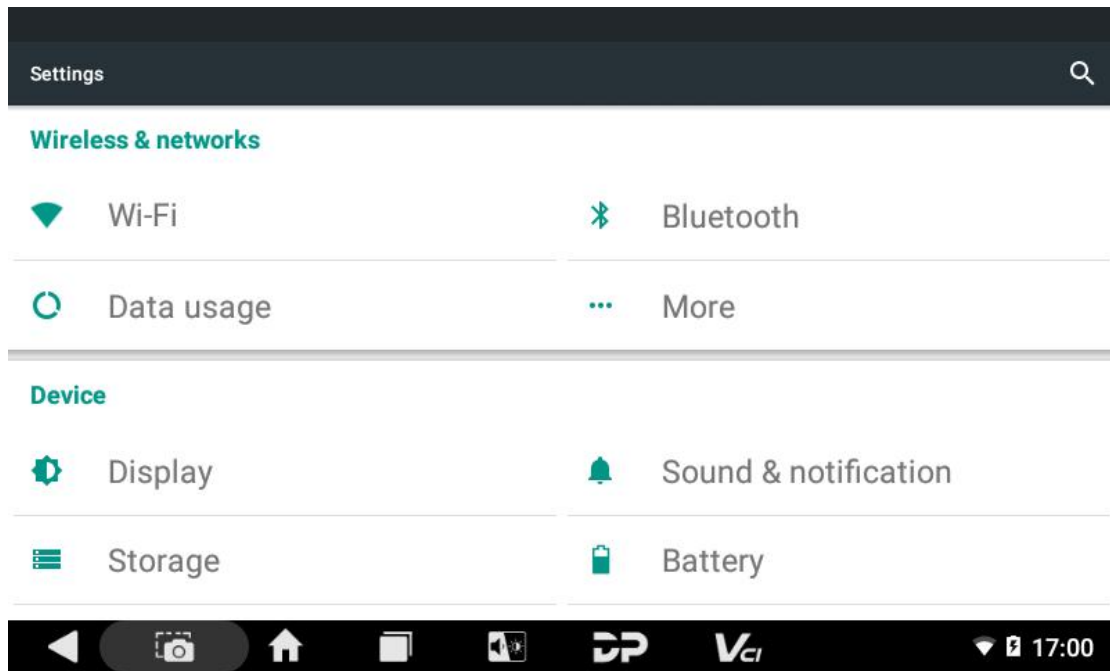 Settings
Wireless & networks
Wi-Fi Bluetooth
Data usage More
Device
Display Sound & notification
Storage Battery
DP VCI 17:00